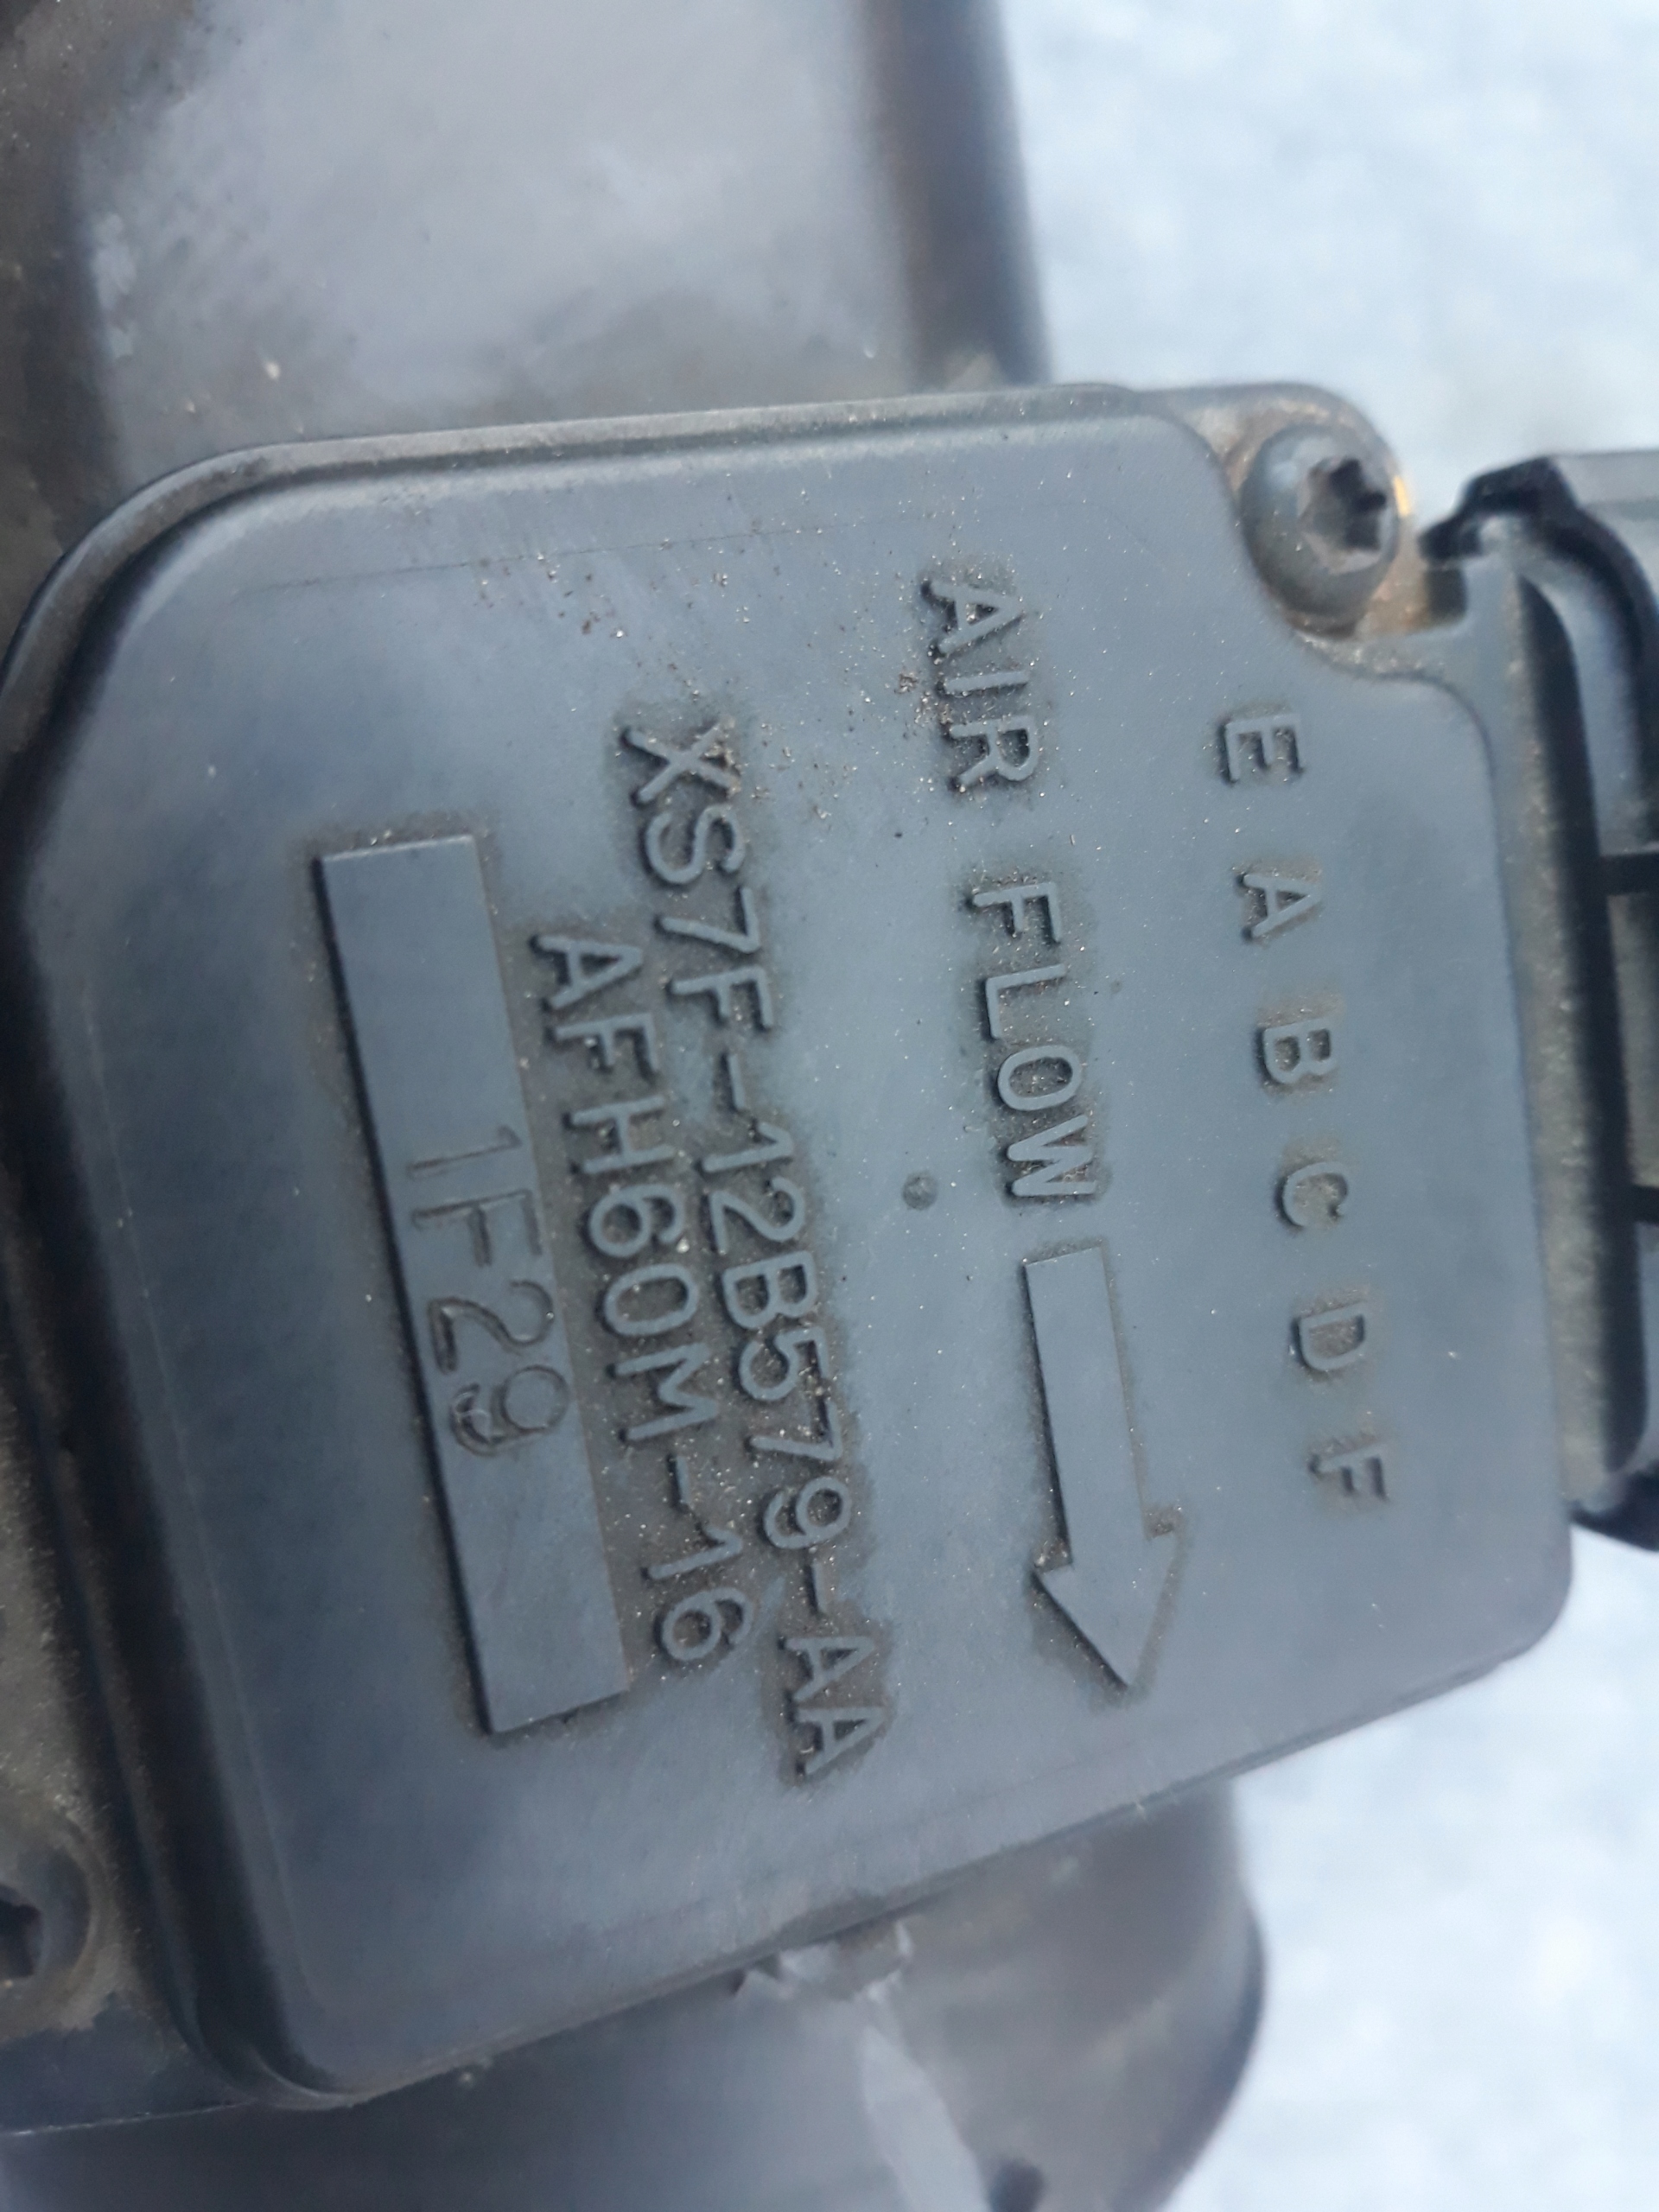 E A B C D F
AIR FLOW
XS7F-12B579-AA
AFH60M-16
1F29